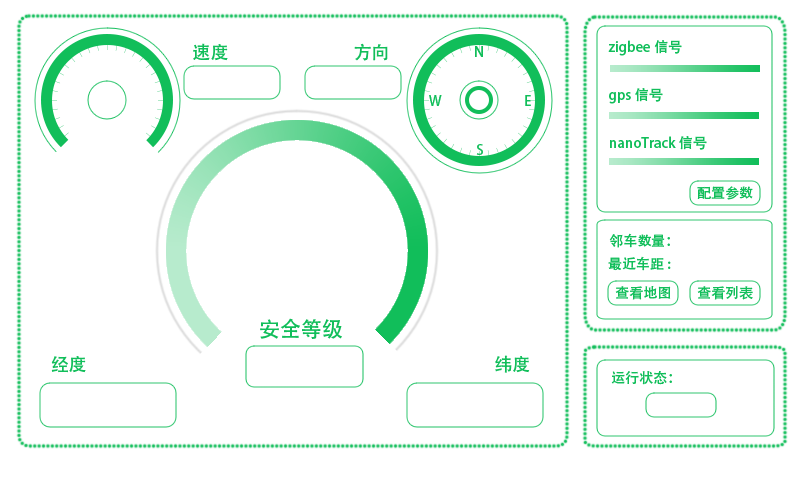 速度
方向
N
W
E
S
安全等级
经度
纬度
zigbee 信号
gps 信号
nanoTrack 信号
配置参数
邻车数量：
最近车距：
查看地图
查看列表
运行状态：